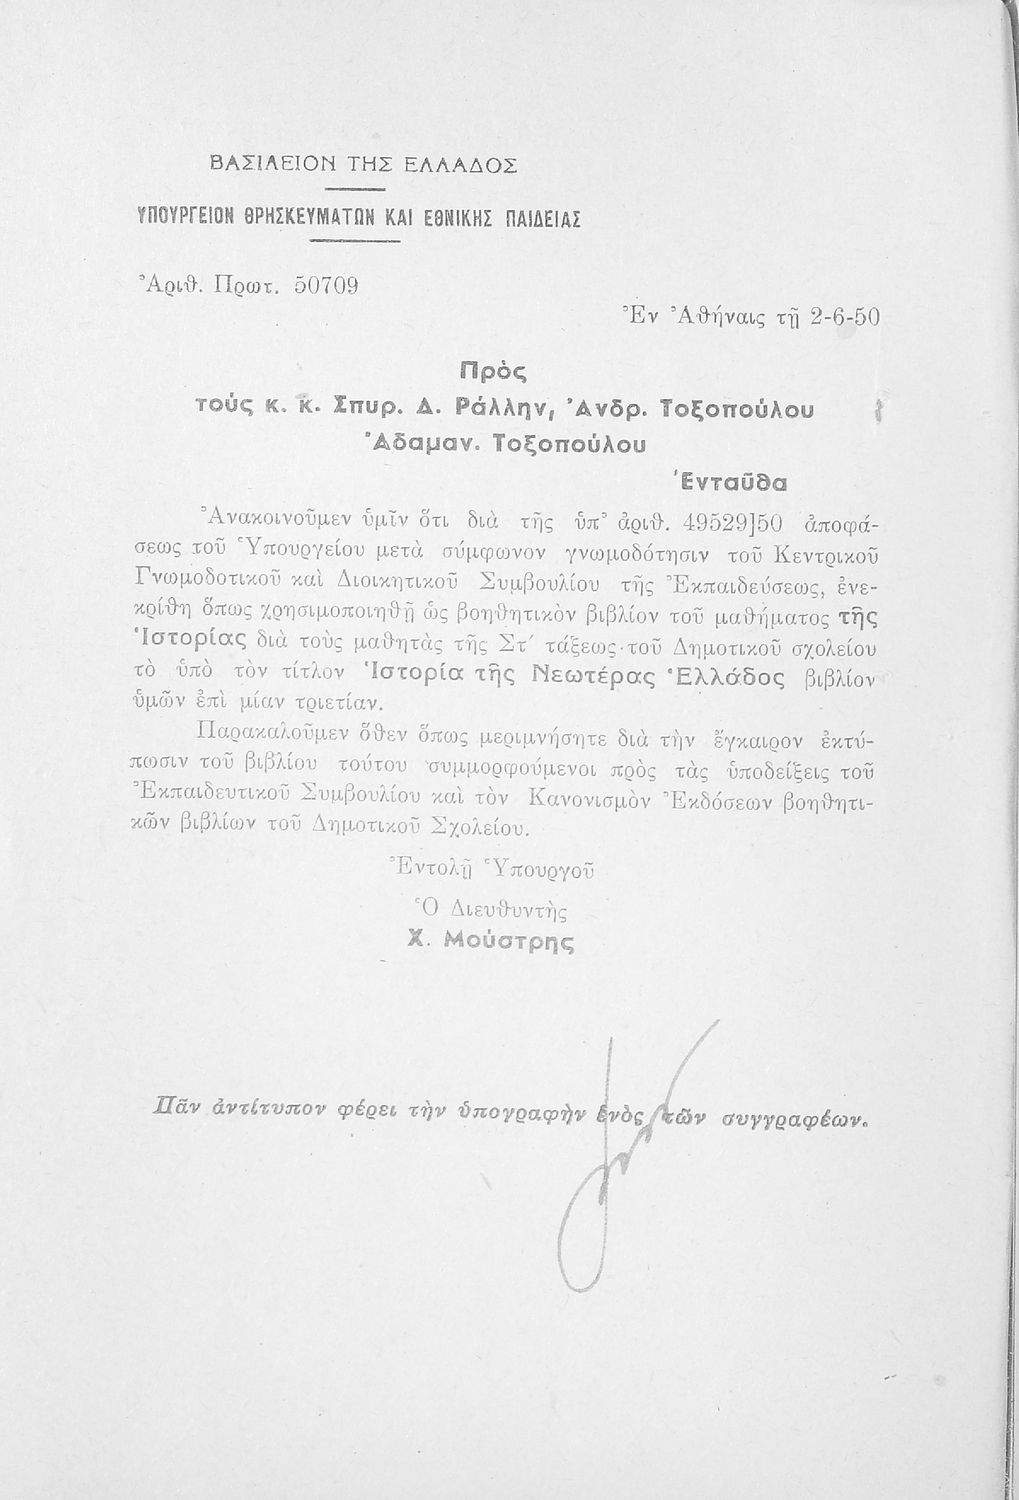 ΒΑΣΙΛΕΙΟΝ ΤΗΣ ΕΛΛΑΔΟΣ
ΥΠΟΥΡΓΕΙΟΝ ΘΡΗΣΚΕΥΜΑΤΩΝ ΚΑΙ ΕΘΝΙΚΗΣ ΠΑΙΔΕΙΑΣ
Ἀριθ. Πρωτ. 50709
Ἐν Ἀθήναις τῇ 2-6-50
Πρὸς
τοὺς κ. κ. Σπυρ. Δ. Ράλλην, Ἀνδρ. Τοξοπούλου
Ἀδαμαν. Τοξοπούλου
Ἐνταῦθα
Ἀνακοινοῦμεν ὑμῖν ὅτι διὰ τῆς ὑπ᾽ ἀριθ. 49529]50 ἀποφά-
σεως τοῦ Ὑπουργείου μετὰ σύμφωνον γνωμοδότησιν τοῦ Κεντρικοῦ
Γνωμοδοτικοῦ καὶ Διοικητικοῦ Συμβουλίου τῆς Ἐκπαιδεύσεως, ἐνε-
κρίθη ὅπως χρησιμοποιηθῇ ὡς βοηθητικὸν βιβλίον τοῦ μαθήματος τῆς
Ἱστορίας διὰ τοὺς μαθητὰς τῆς Στ´ τάξεως τοῦ Δημοτικοῦ σχολείου
τὸ ὑπὸ τὸν τίτλον Ἱστορία τῆς Νεωτέρας Ἑλλάδος βιβλίον
ὑμῶν ἐπὶ μίαν τριετίαν.
Παρακαλοῦμεν ὅθεν ὅπως μεριμνήσητε διὰ τὴν ἔγκαιρον ἐκτύ-
πωσιν τοῦ βιβλίου τούτου συμμορφούμενοι πρὸς τὰς ὑποδείξεις τοῦ
Ἐκπαιδευτικοῦ Συμβουλίου καὶ τὸν Κανονισμὸν Ἐκδόσεων βοηθητι-
κῶν βιβλίων τοῦ Δημοτικοῦ Σχολείου.
Ἐντολῇ Ὑπουργοῦ
Ὁ Διευθυντὴς
Χ. Μούστρης
Πᾶν ἀντίτυπον φέρει τὴν ὑπογραφὴν ἑνὸς τῶν συγγραφέων.